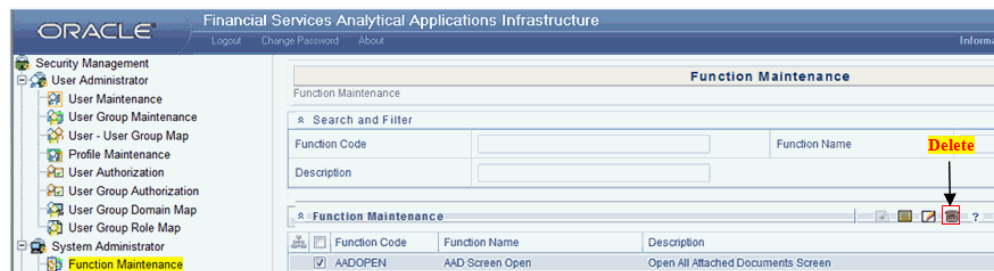 ORACLE
Financial Services Analytical Applications Infrastructure
Logout Change Password About
Security Management
User Administrator
User Maintenance
User Group Maintenance
User - User Group Map
Profile Maintenance
User Authorization
User Group Authorization
User Group Domain Map
User Group Role Map
System Administrator
Function Maintenance
Function Maintenance
Function Maintenance
Search and Filter
Function Code
Function Name
Delete
Description
Function Maintenance
?
Function Code Function Name Description
AADOPEN AAD Screen Open Open All Attached Documents Screen